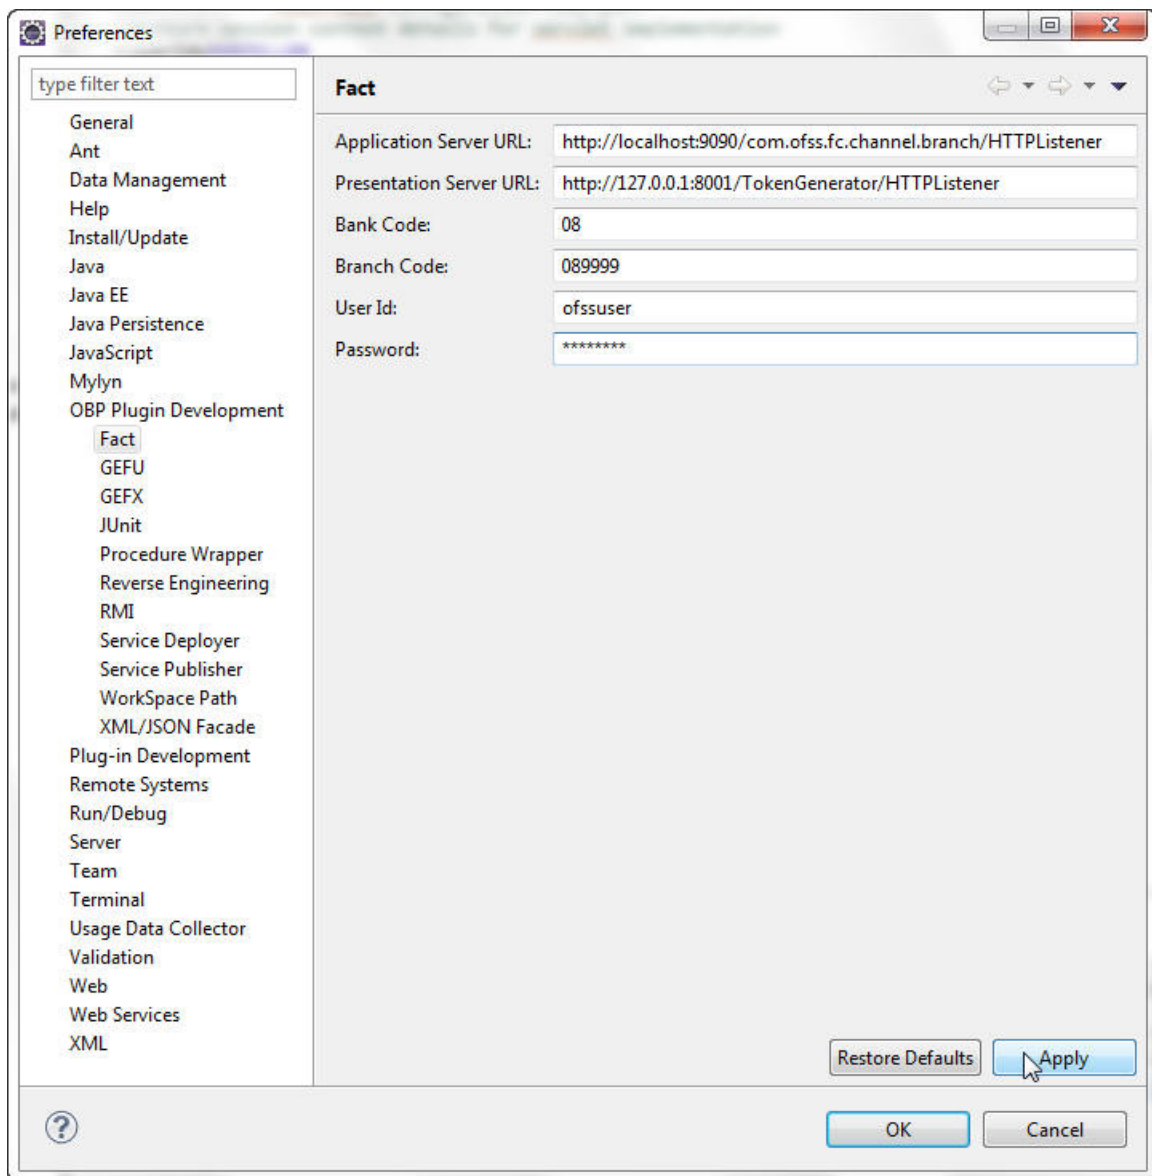 Preferences
type filter text
General
Ant
Data Management
Help
Install/Update
Java
Java EE
Java Persistence
JavaScript
Mylyn
OBP Plugin Development
Fact
GEFU
GEFX
JUnit
Procedure Wrapper
Reverse Engineering
RMI
Service Deployer
Service Publisher
WorkSpace Path
XML/JSON Facade
Plug-in Development
Remote Systems
Run/Debug
Server
Team
Terminal
Usage Data Collector
Validation
Web
Web Services
XML
Fact
Application Server URL: http://localhost:9090/com.ofss.fc.channel.branch/HTTPListener
Presentation Server URL: http://127.0.0.1:8001/TokenGenerator/HTTPListener
Bank Code: 08
Branch Code: 089999
User Id: ofssuser
Password: ********
Restore Defaults Apply
? OK Cancel